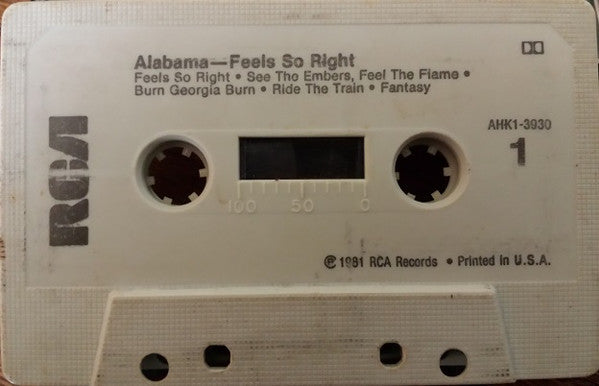 Alabama—Feels So Right
Feels So Right • See The Embers, Feel The Flame •
Burn Georgia Burn • Ride The Train • Fantasy
AHK1-3930
1
RCA
100 50 0
℗ 1981 RCA Records • Printed in U.S.A.